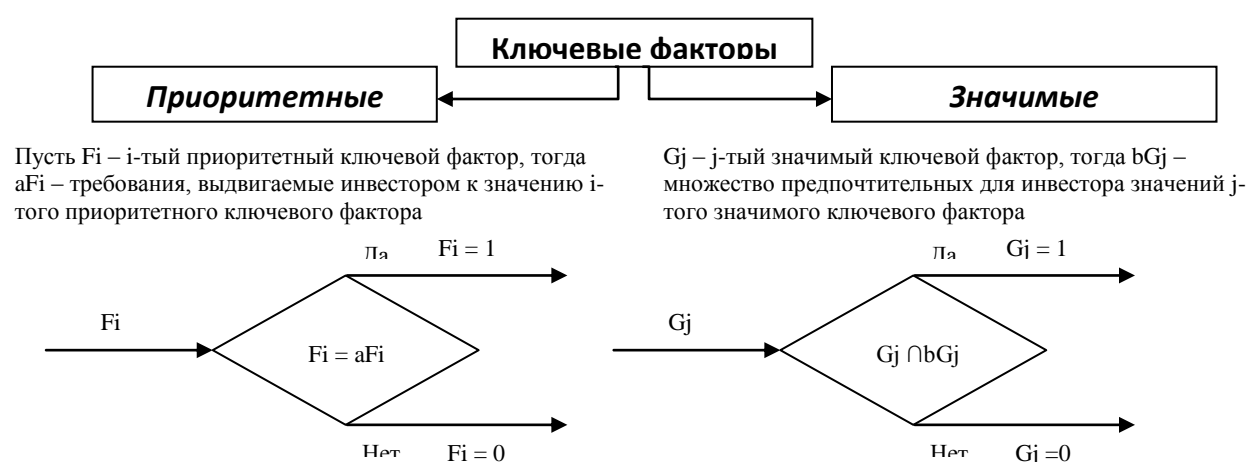 Ключевые факторы
Приоритетные
Значимые
Пусть Fi – i-тый приоритетный ключевой фактор, тогда
aFi – требования, выдвигаемые инвестором к значению i-
того приоритетного ключевого фактора
Gj – j-тый значимый ключевой фактор, тогда bGj –
множество предпочтительных для инвестора значений j-
того значимого ключевого фактора
Да Fi = 1
Fi
Fi = aFi
Нет Fi = 0
Да Gj = 1
Gj
Gj ∩bGj
Нет Gj =0